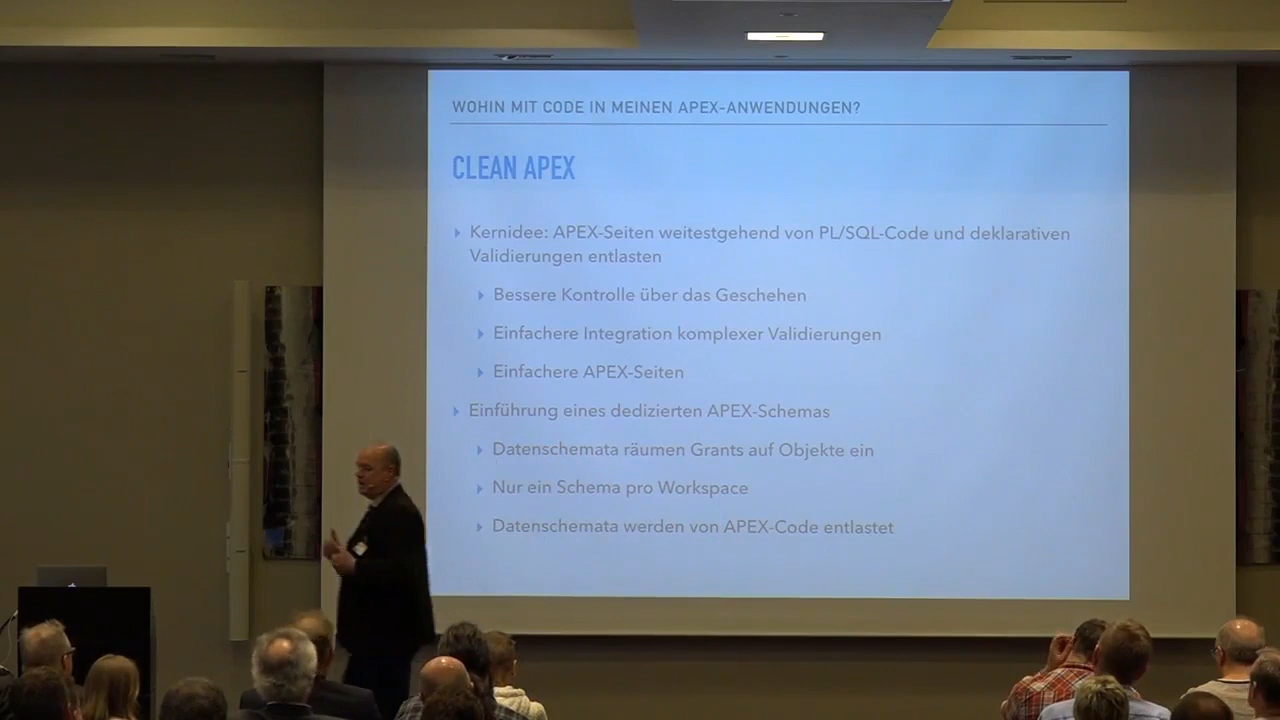 WOHIN MIT CODE IN MEINEN APEX-ANWENDUNGEN?
CLEAN APEX
Kernidee: APEX-Seiten weitestgehend von PL/SQL-Code und deklarativen
Validierungen entlasten
Bessere Kontrolle über das Geschehen
Einfachere Integration komplexer Validierungen
Einfachere APEX-Seiten
Einführung eines dedizierten APEX-Schemas
Datenschemata räumen Grants auf Objekte ein
Nur ein Schema pro Workspace
Datenschemata werden von APEX-Code entlastet